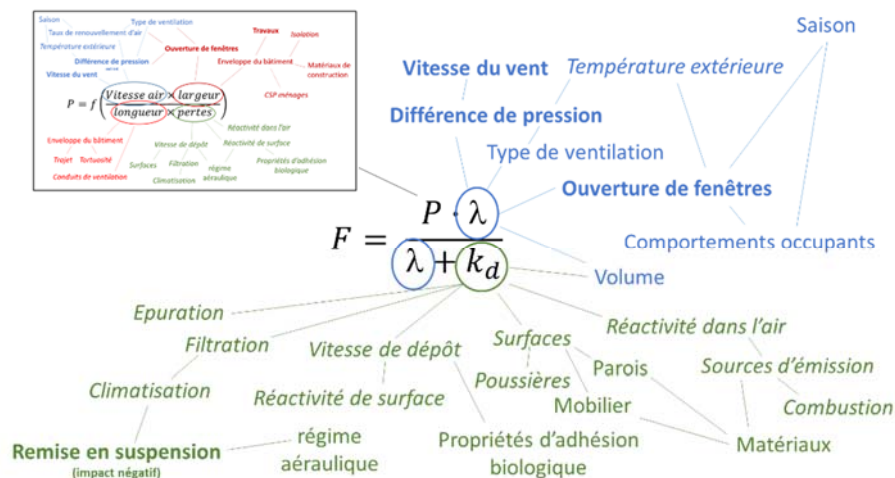 Saison
Type de ventilation
Taux de renouvellement d'air
Travaux
Isolation
Température extérieure
Ouverture de fenêtres
Différence de pression
Enveloppe du bâtiment
Matériaux de construction
Vitesse du vent
CSP ménages
P = f(Vitesse air × largeur / longueur × pertes)
Enveloppe du bâtiment
Réactivité dans l'air
Vitesse de dépôt
Réactivité de surface
Trajet
Tortuosité
Surfaces
Filtration
régime aéraulique
Propriétés d'adhésion biologique
Conduits de ventilation
Climatisation
Saison
Vitesse du vent
Température extérieure
Différence de pression
Type de ventilation
Ouverture de fenêtres
F = P · λ / λ + k_d
Comportements occupants
Volume
Epuration
Filtration
Vitesse de dépôt
Surfaces
Réactivité dans l'air
Climatisation
Réactivité de surface
Poussières
Parois
Sources d'émission
Mobilier
Combustion
Remise en suspension
(impact négatif)
régime
aéraulique
Propriétés d'adhésion
biologique
Matériaux